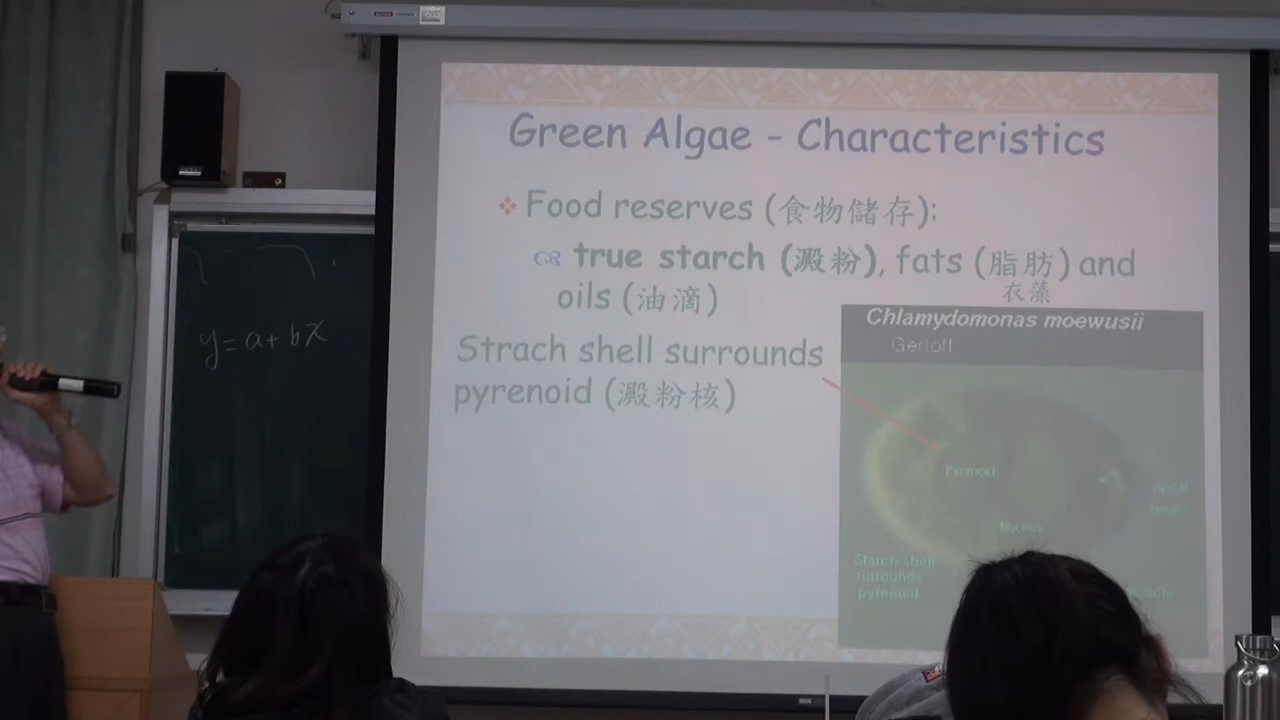 Green Algae - Characteristics
Food reserves (食物儲存):
true starch (澱粉), fats (脂肪) and
oils (油滴)
衣藻
Chlamydomonas moewusii
Gerloff
Strach shell surrounds
pyrenoid (澱粉核)
Pyrenoid
Apical
Nucleus
Starch shell
surrounds
pyrenoid
y=a+bx